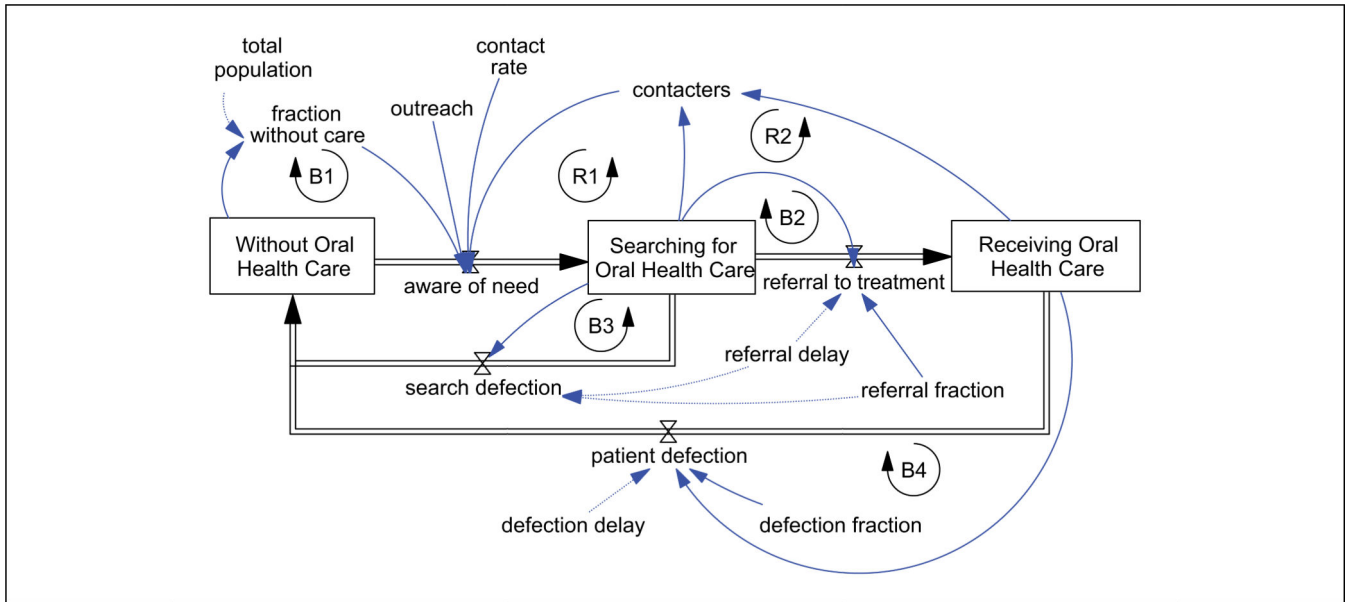 total
population
contact
rate
contacters
outreach
fraction
without care
R2
B1
R1
B2
Without Oral
Health Care
Searching for
Oral Health Care
Receiving Oral
Health Care
aware of need
referral to treatment
B3
referral delay
search defection
referral fraction
patient defection
B4
defection delay
defection fraction